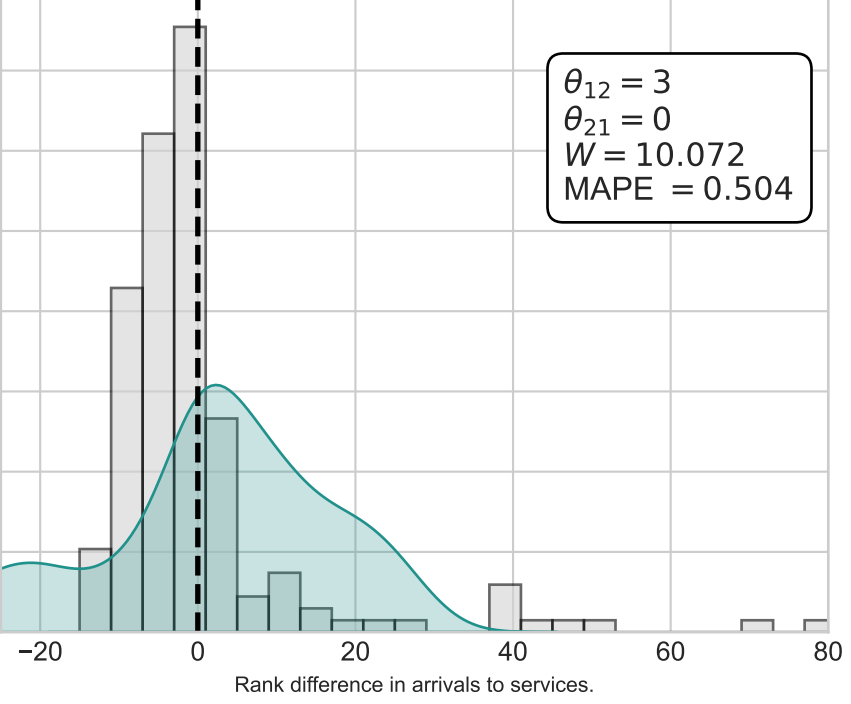 θ₁₂ = 3
θ₂₁ = 0
W = 10.072
MAPE = 0.504
−20 0 20 40 60 80
Rank difference in arrivals to services.